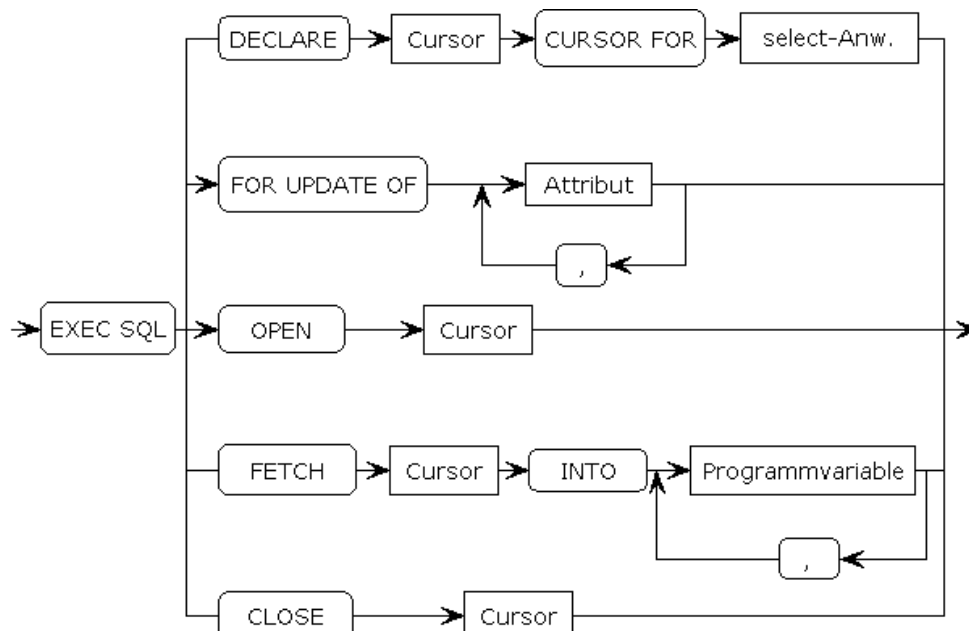 DECLARE Cursor CURSOR FOR select-Anw.
FOR UPDATE OF Attribut
,
EXEC SQL OPEN Cursor
FETCH Cursor INTO Programmvariable
,
CLOSE Cursor